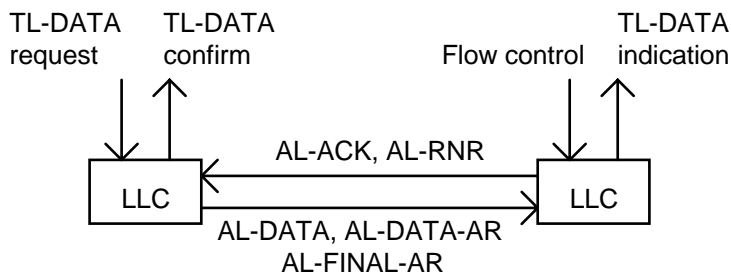 TL-DATA request
TL-DATA confirm
Flow control
TL-DATA indication
AL-ACK, AL-RNR
LLC
LLC
AL-DATA, AL-DATA-AR
AL-FINAL-AR